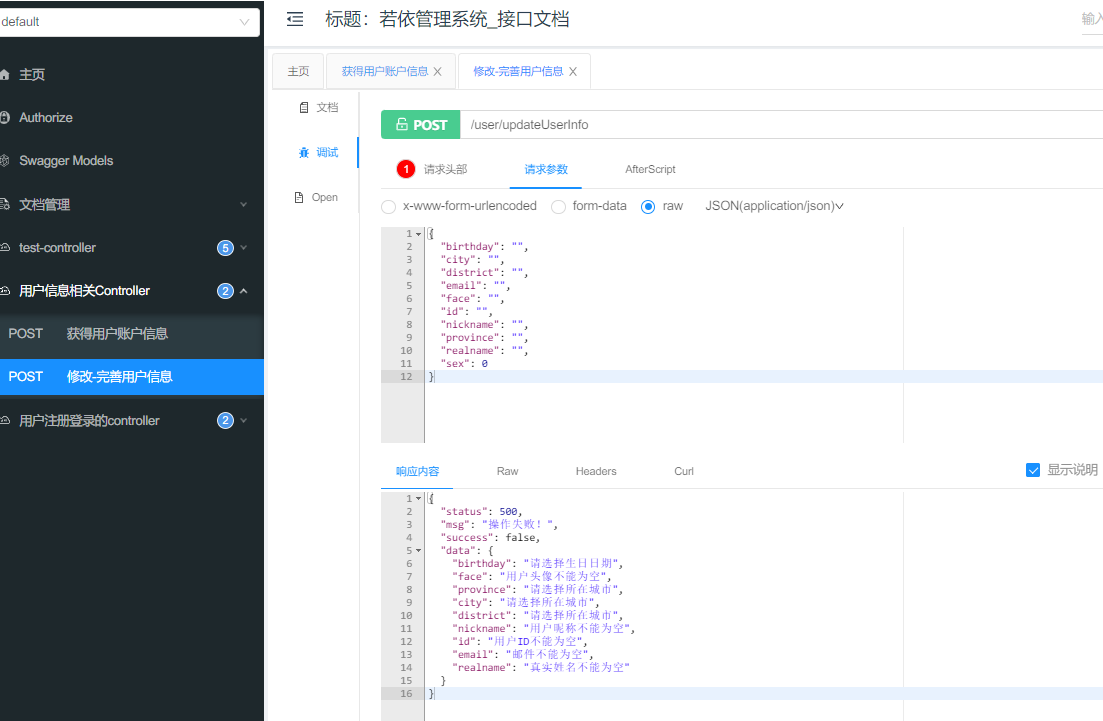 default
标题：若依管理系统_接口文档
输入
主页
Authorize
Swagger Models
文档管理
test-controller 5
用户信息相关Controller 2
POST 获得用户账户信息
POST 修改-完善用户信息
用户注册登录的controller 2
主页 获得用户账户信息 修改-完善用户信息
文档
调试
Open
POST /user/updateUserInfo
1 请求头部 请求参数 AfterScript
x-www-form-urlencoded form-data raw JSON(application/json)
1 {
2 "birthday": "",
3 "city": "",
4 "district": "",
5 "email": "",
6 "face": "",
7 "id": "",
8 "nickname": "",
9 "province": "",
10 "realname": "",
11 "sex": 0
12 }
响应内容 Raw Headers Curl 显示说明
1 {
2 "status": 500,
3 "msg": "操作失败！",
4 "success": false,
5 "data": {
6 "birthday": "请选择生日日期",
7 "face": "用户头像不能为空",
8 "province": "请选择所在城市",
9 "city": "请选择所在城市",
10 "district": "请选择所在城市",
11 "nickname": "用户昵称不能为空",
12 "id": "用户ID不能为空",
13 "email": "邮件不能为空",
14 "realname": "真实姓名不能为空"
15 }
16 }